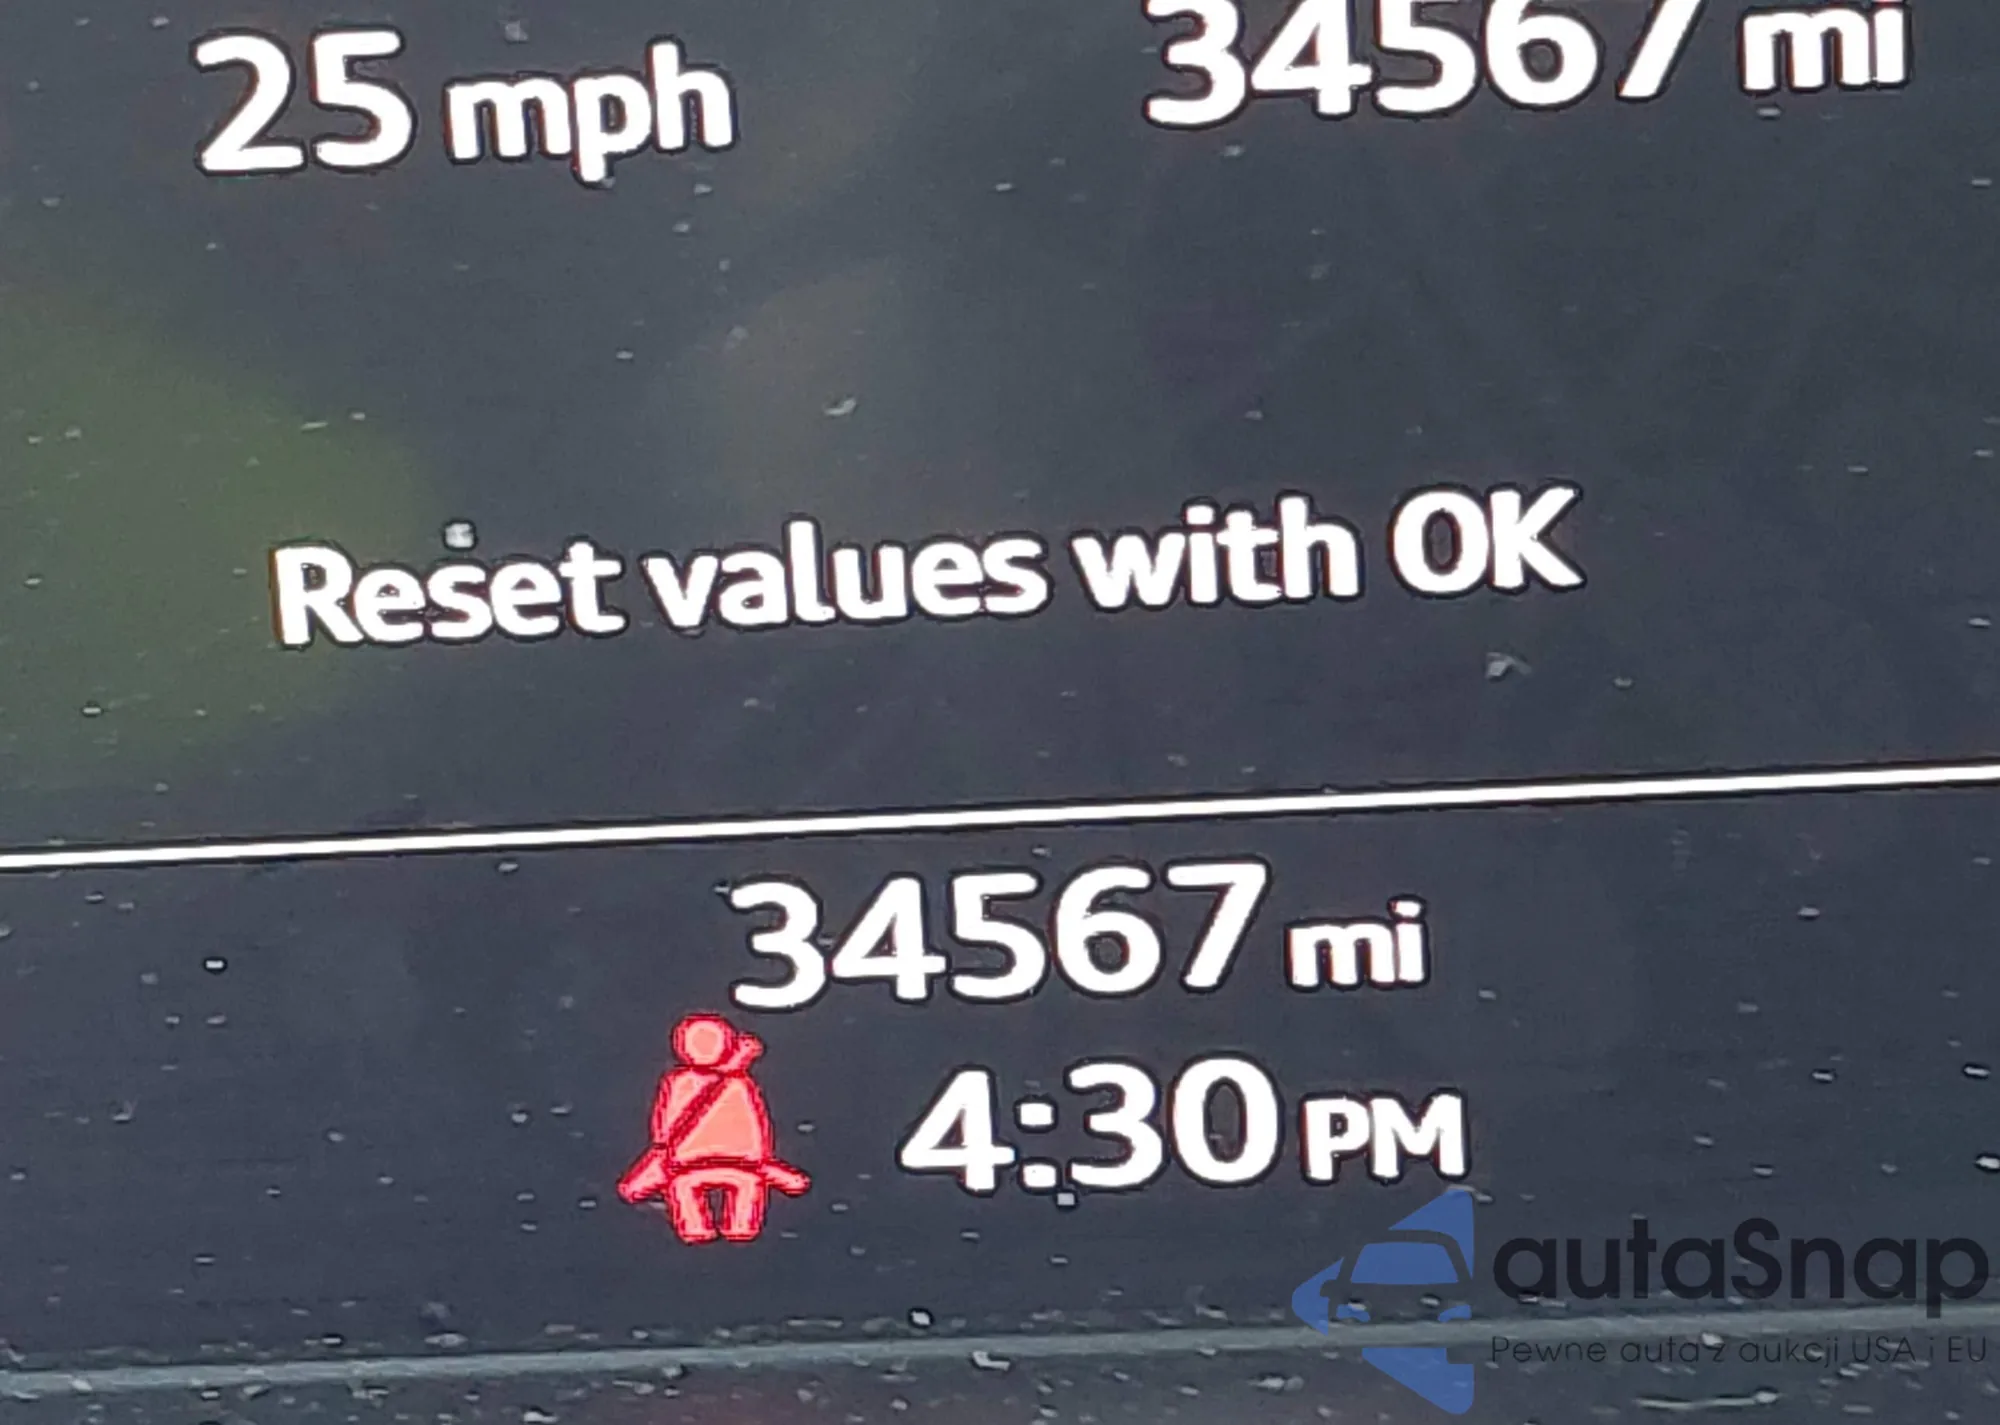 25 mph 34567 mi
Reset values with OK
34567 mi
4:30 PM
autaSnap
Pewne auta z aukcji USA i EU